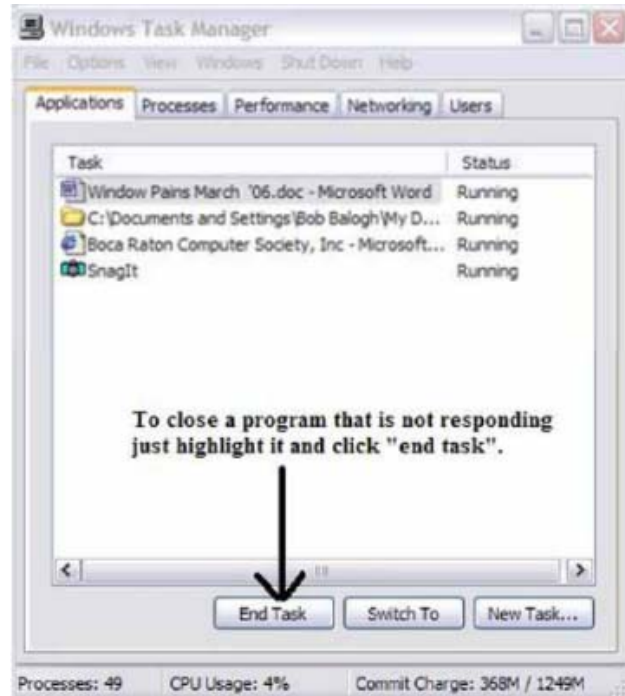 Windows Task Manager
File Options View Windows Shut Down Help
Applications Processes Performance Networking Users
Task Status
Window Pains March '06.doc - Microsoft Word Running
C:\Documents and Settings\Bob Balogh\My D... Running
Boca Raton Computer Society, Inc - Microsoft... Running
SnagIt Running
To close a program that is not responding
just highlight it and click "end task".
End Task Switch To New Task...
Processes: 49 CPU Usage: 4% Commit Charge: 368M / 1249M